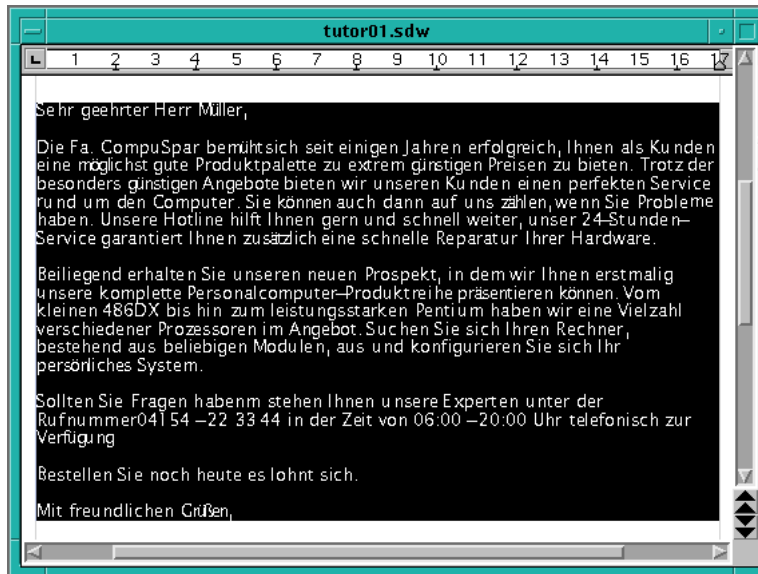 tutor01.sdw
1 2 3 4 5 6 7 8 9 10 11 12 13 14 15 16 17
Sehr geehrter Herr Müller,
Die Fa. CompuSpar bemüht sich seit einigen Jahren erfolgreich, Ihnen als Kunden
eine möglichst gute Produktpalette zu extrem günstigen Preisen zu bieten. Trotz der
besonders günstigen Angebote bieten wir unseren Kunden einen perfekten Service
rund um den Computer. Sie können auch dann auf uns zählen, wenn Sie Probleme
haben. Unsere Hotline hilft Ihnen gern und schnell weiter, unser 24–Stunden–
Service garantiert Ihnen zusätzlich eine schnelle Reparatur Ihrer Hardware.
Beiliegend erhalten Sie unseren neuen Prospekt, in dem wir Ihnen erstmalig
unsere komplette Personalcomputer–Produktreihe präsentieren können. Vom
kleinen 486DX bis hin zum leistungsstarken Pentium haben wir eine Vielzahl
verschiedener Prozessoren im Angebot. Suchen Sie sich Ihren Rechner,
bestehend aus beliebigen Modulen, aus und konfigurieren Sie sich Ihr
persönliches System.
Sollten Sie Fragen habenm stehen Ihnen unsere Experten unter der
Rufnummer04154 –22 33 44 in der Zeit von 06:00 –20:00 Uhr telefonisch zur
Verfügung
Bestellen Sie noch heute es lohnt sich.
Mit freundlichen Grüßen,